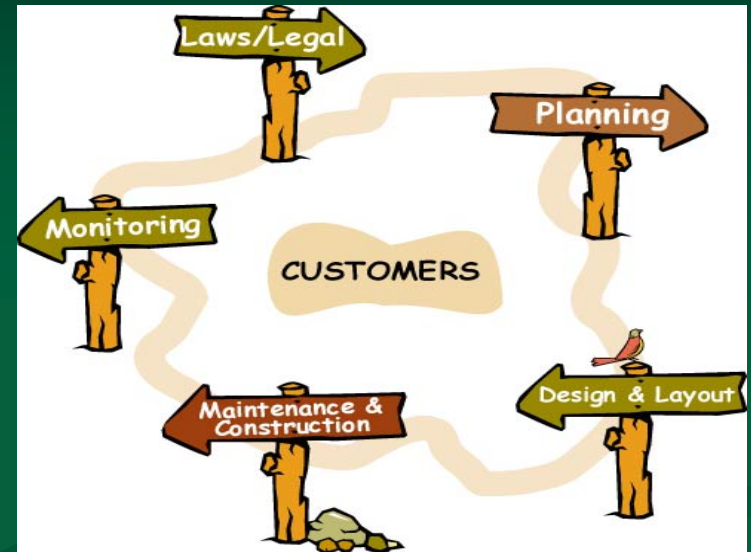 Laws/Legal
Planning
Monitoring
CUSTOMERS
Design & Layout
Maintenance &
Construction